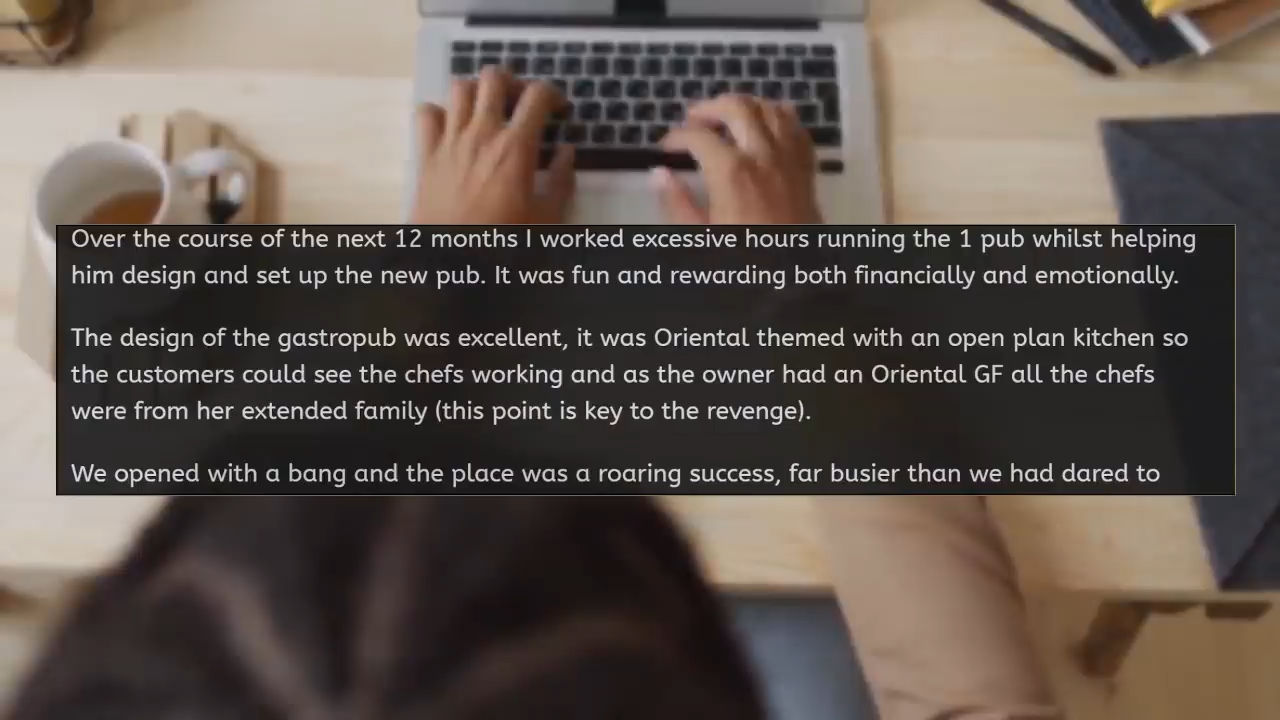 Over the course of the next 12 months I worked excessive hours running the 1 pub whilst helping
him design and set up the new pub. It was fun and rewarding both financially and emotionally.
The design of the gastropub was excellent, it was Oriental themed with an open plan kitchen so
the customers could see the chefs working and as the owner had an Oriental GF all the chefs
were from her extended family (this point is key to the revenge).
We opened with a bang and the place was a roaring success, far busier than we had dared to